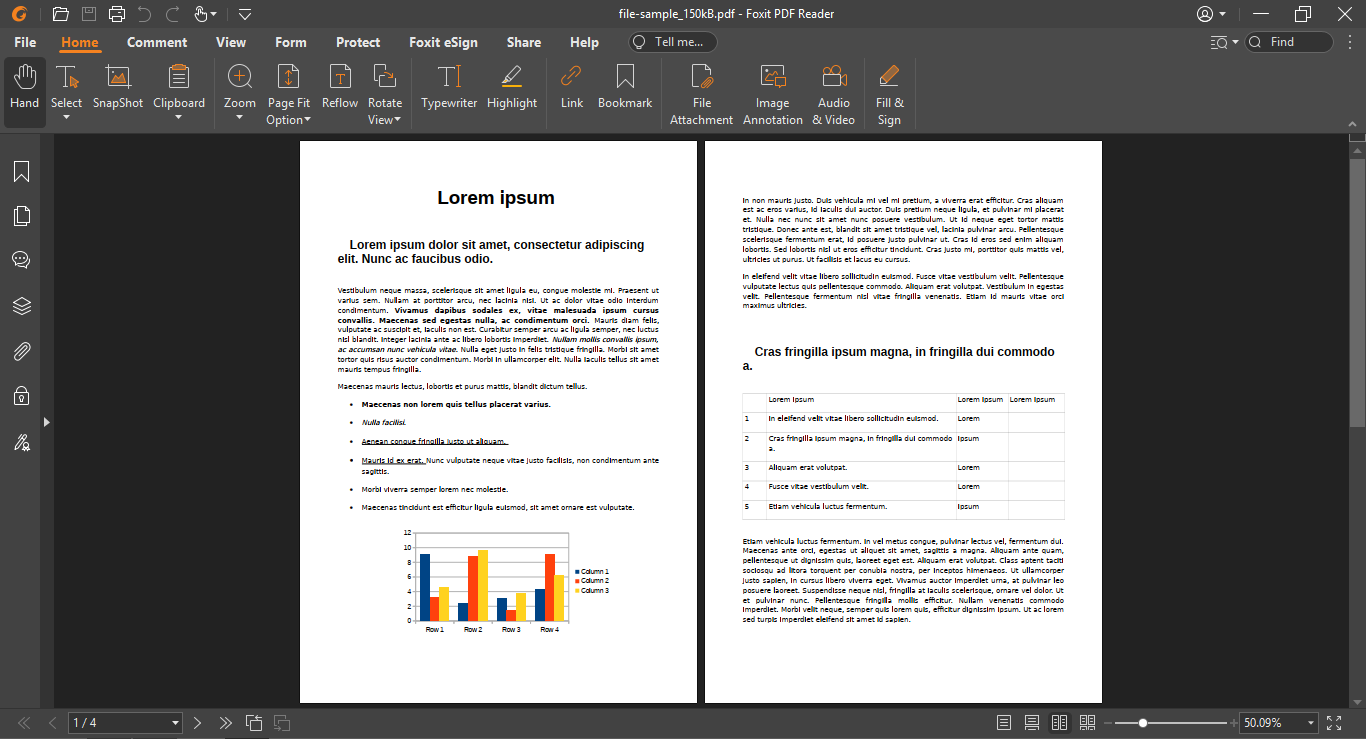 file-sample_150kB.pdf - Foxit PDF Reader
File Home Comment View Form Protect Foxit eSign Share Help Tell me... Find
Hand Select SnapShot Clipboard Zoom Page Fit Option Reflow Rotate View Typewriter Highlight Link Bookmark File Attachment Image Annotation Audio & Video Fill & Sign
Lorem ipsum
Lorem ipsum dolor sit amet, consectetur adipiscing
elit. Nunc ac faucibus odio.
Vestibulum neque massa, scelerisque sit amet ligula eu, congue molestie mi. Praesent ut
varius sem. Nullam at porttitor arcu, nec lacinia nisi. Ut ac dolor vitae odio interdum
condimentum. Vivamus dapibus sodales ex, vitae malesuada ipsum cursus
convallis. Maecenas sed egestas nulla, ac condimentum orci. Mauris diam felis,
vulputate ac suscipit et, iaculis non est. Curabitur semper arcu ac ligula semper, nec luctus
nisl blandit. Integer lacinia ante ac libero lobortis imperdiet. Nullam mollis convallis ipsum,
ac accumsan nunc vehicula vitae. Nulla eget justo in felis tristique fringilla. Morbi sit amet
tortor quis risus auctor condimentum. Morbi in ullamcorper elit. Nulla iaculis tellus sit amet
mauris tempus fringilla.
Maecenas mauris lectus, lobortis et purus mattis, blandit dictum tellus.
• Maecenas non lorem quis tellus placerat varius.
• Nulla facilisi.
• Aenean congue fringilla justo ut aliquam.
• Mauris id ex erat. Nunc vulputate neque vitae justo facilisis, non condimentum ante
sagittis.
• Morbi viverra semper lorem nec molestie.
• Maecenas tincidunt est efficitur ligula euismod, sit amet ornare est vulputate.
12
10
8
6
4
2
0
Row 1 Row 2 Row 3 Row 4
Column 1
Column 2
Column 3
In non mauris justo. Duis vehicula mi vel mi pretium, a viverra erat efficitur. Cras aliquam
est ac eros varius, id iaculis dui auctor. Duis pretium neque ligula, et pulvinar mi placerat
et. Nulla nec nunc sit amet nunc posuere vestibulum. Ut id neque eget tortor mattis
tristique. Donec ante est, blandit sit amet tristique vel, lacinia pulvinar arcu. Pellentesque
scelerisque fermentum erat, id posuere justo pulvinar ut. Cras id eros sed enim aliquam
lobortis. Sed lobortis nisl ut eros efficitur tincidunt. Cras justo mi, porttitor quis mattis vel,
ultricies ut purus. Ut facilisis et lacus eu cursus.
In eleifend velit vitae libero sollicitudin euismod. Fusce vitae vestibulum velit. Pellentesque
vulputate lectus quis pellentesque commodo. Aliquam erat volutpat. Vestibulum in egestas
velit. Pellentesque fermentum nisl vitae fringilla venenatis. Etiam id mauris vitae orci
maximus ultricies.
Cras fringilla ipsum magna, in fringilla dui commodo
a.
Lorem ipsum Lorem ipsum Lorem ipsum
1 In eleifend velit vitae libero sollicitudin euismod. Lorem
2 Cras fringilla ipsum magna, in fringilla dui commodo Ipsum
a.
3 Aliquam erat volutpat. Lorem
4 Fusce vitae vestibulum velit. Lorem
5 Etiam vehicula luctus fermentum. Ipsum
Etiam vehicula luctus fermentum. In vel metus congue, pulvinar lectus vel, fermentum dui.
Maecenas ante orci, egestas ut aliquet sit amet, sagittis a magna. Aliquam ante quam,
pellentesque ut dignissim quis, laoreet eget est. Aliquam erat volutpat. Class aptent taciti
sociosqu ad litora torquent per conubia nostra, per inceptos himenaeos. Ut ullamcorper
justo sapien, in cursus libero viverra eget. Vivamus auctor imperdiet urna, at pulvinar leo
posuere laoreet. Suspendisse neque nisl, fringilla at iaculis scelerisque, ornare vel dolor. Ut
et pulvinar nunc. Pellentesque fringilla mollis efficitur. Nullam venenatis commodo
imperdiet. Morbi velit neque, semper quis lorem quis, efficitur dignissim ipsum. Ut ac lorem
sed turpis imperdiet eleifend sit amet id sapien.
1 / 4
50.09%